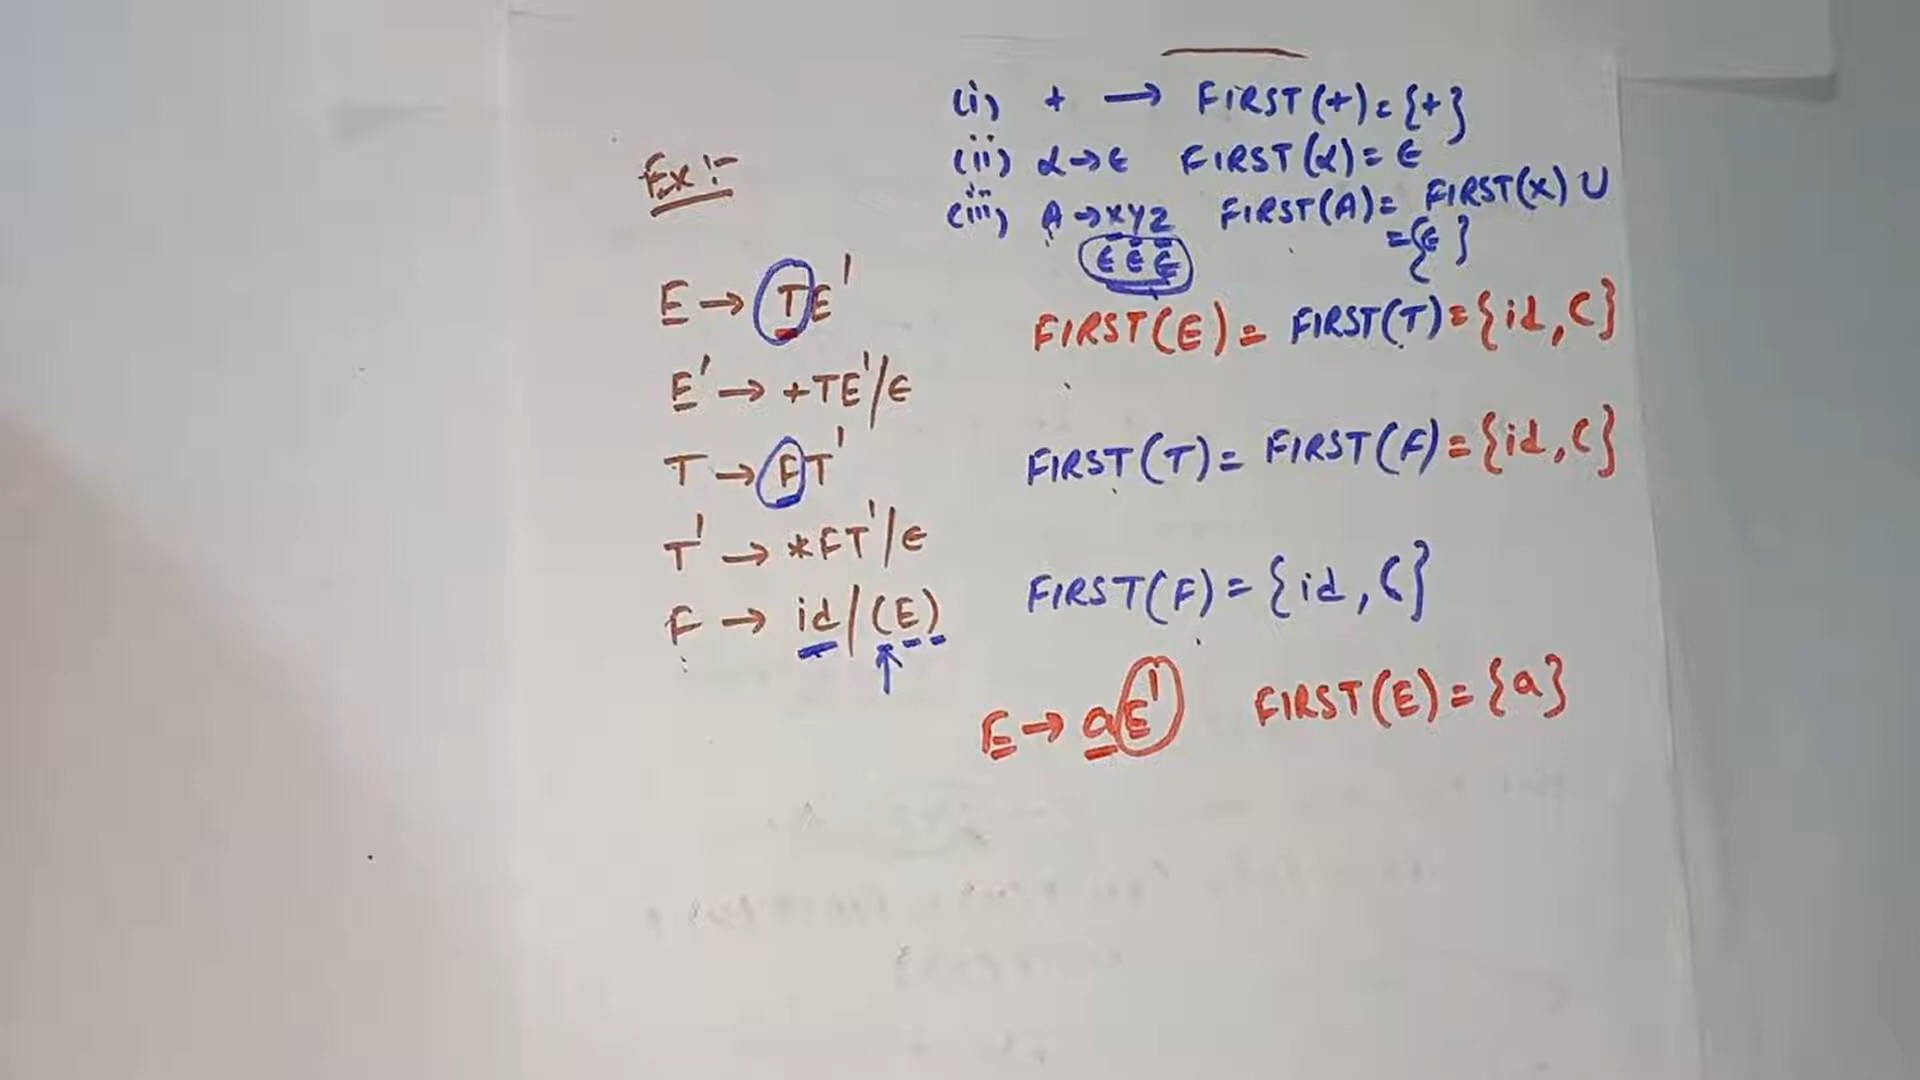 (i) + → FIRST(+) = {+}
(ii) α→ϵ FIRST(α) = ϵ
(iii) A→XYZ FIRST(A) = FIRST(X) ∪
ϵ ϵ ϵ = {ϵ}
Ex:-
E → TE'
E' → +TE'/ϵ
T → FT'
T' → *FT'/ϵ
F → id/(E)
FIRST(E) = FIRST(T) = {id, (}
FIRST(T) = FIRST(F) = {id, (}
FIRST(F) = {id, (}
E → aE' FIRST(E) = {a}